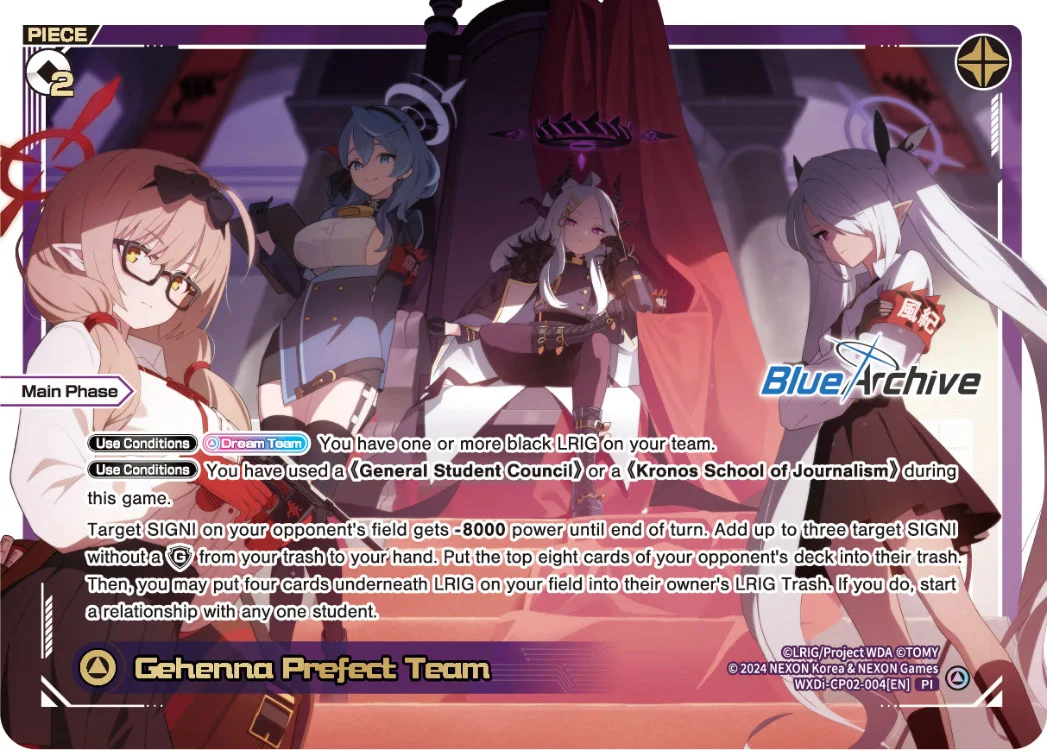 PIECE
2
風紀
Blue Archive
Main Phase
Use Conditions Dream Team You have one or more black LRIG on your team.
Use Conditions You have used a 《General Student Council》 or a 《Kronos School of Journalism》 during
this game.
Target SIGNI on your opponent's field gets -8000 power until end of turn. Add up to three target SIGNI
without a G from your trash to your hand. Put the top eight cards of your opponent's deck into their trash.
Then, you may put four cards underneath LRIG on your field into their owner's LRIG Trash. If you do, start
a relationship with any one student.
Gehenna Prefect Team
©LRIG/Project WDA ©TOMY
© 2024 NEXON Korea & NEXON Games
WXDi-CP02-004[EN] PI